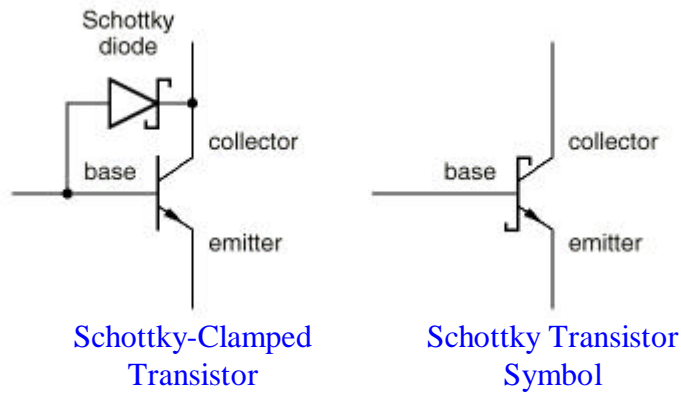 Schottky
diode
collector
base
emitter
collector
base
emitter
Schottky-Clamped
Transistor
Schottky Transistor
Symbol